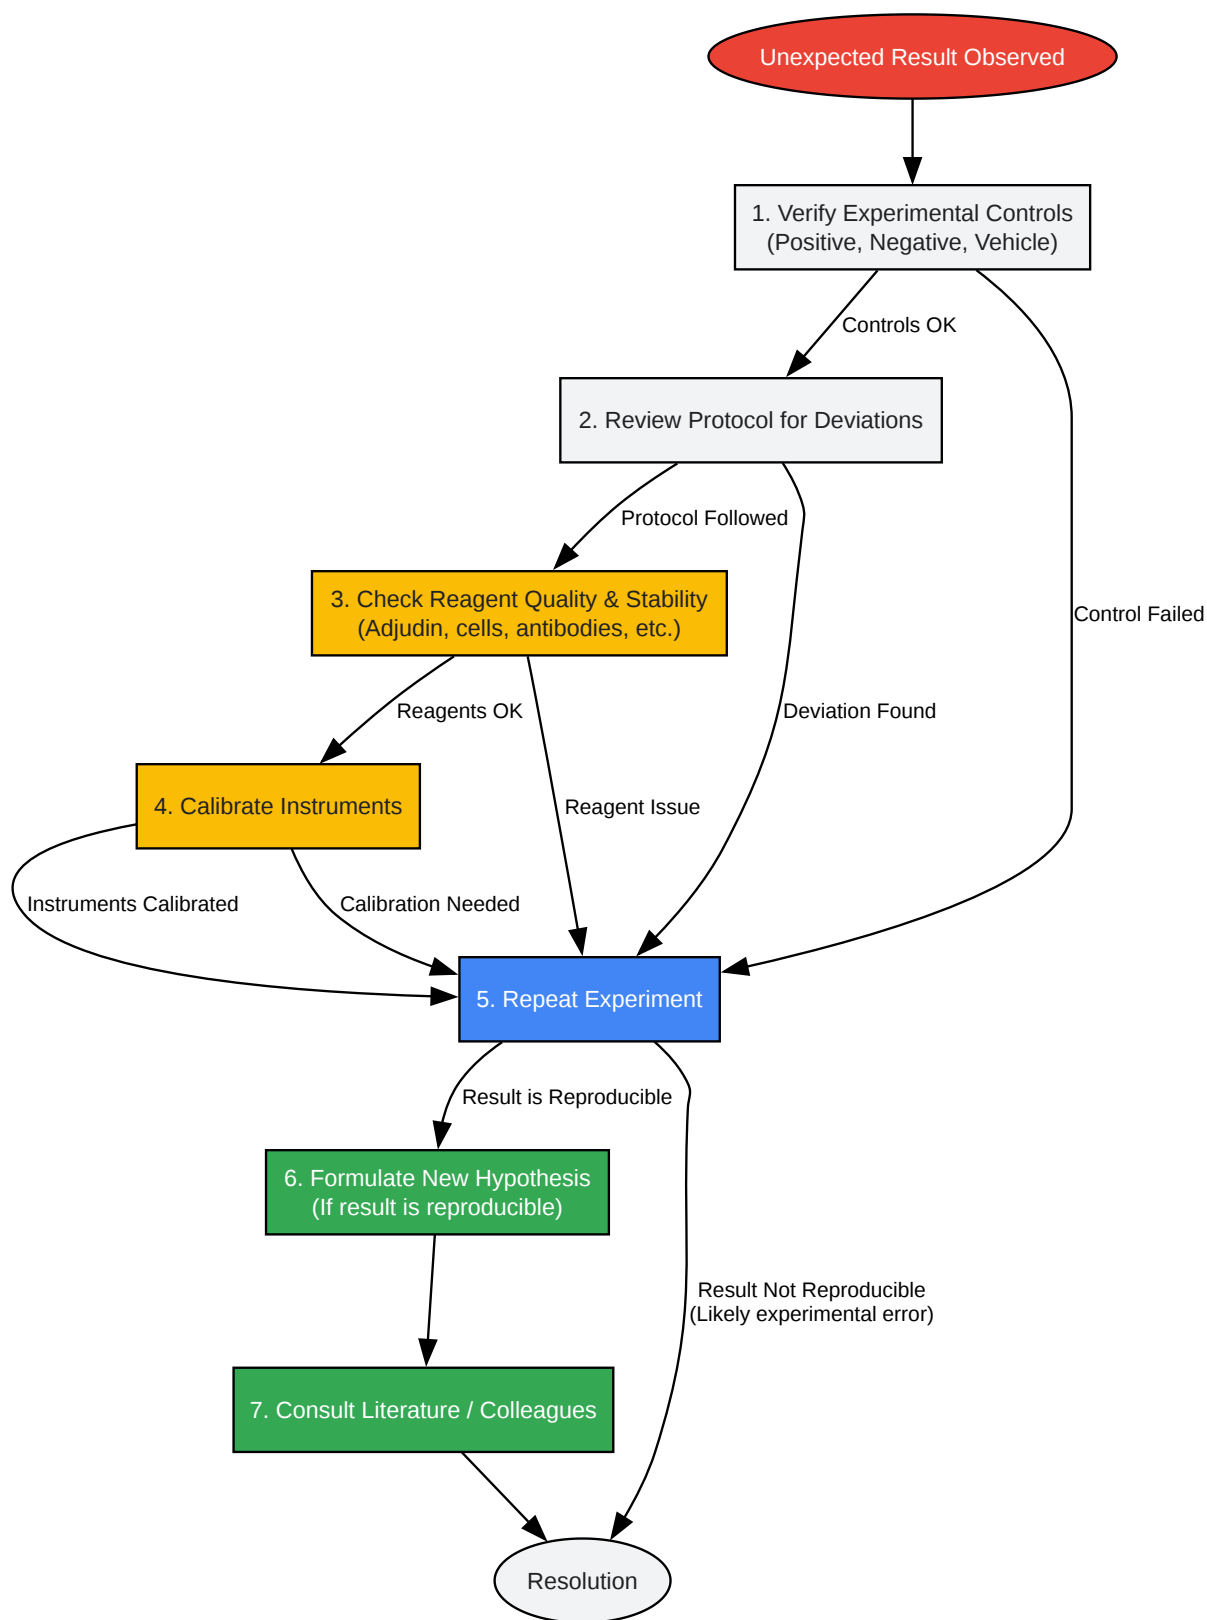 Unexpected Result Observed
1. Verify Experimental Controls
(Positive, Negative, Vehicle)
Controls OK
2. Review Protocol for Deviations
Protocol Followed
3. Check Reagent Quality & Stability
(Adjudin, cells, antibodies, etc.)
Control Failed
Reagents OK
Deviation Found
4. Calibrate Instruments
Reagent Issue
Instruments Calibrated
Calibration Needed
5. Repeat Experiment
Result is Reproducible
6. Formulate New Hypothesis
(If result is reproducible)
Result Not Reproducible
(Likely experimental error)
7. Consult Literature / Colleagues
Resolution